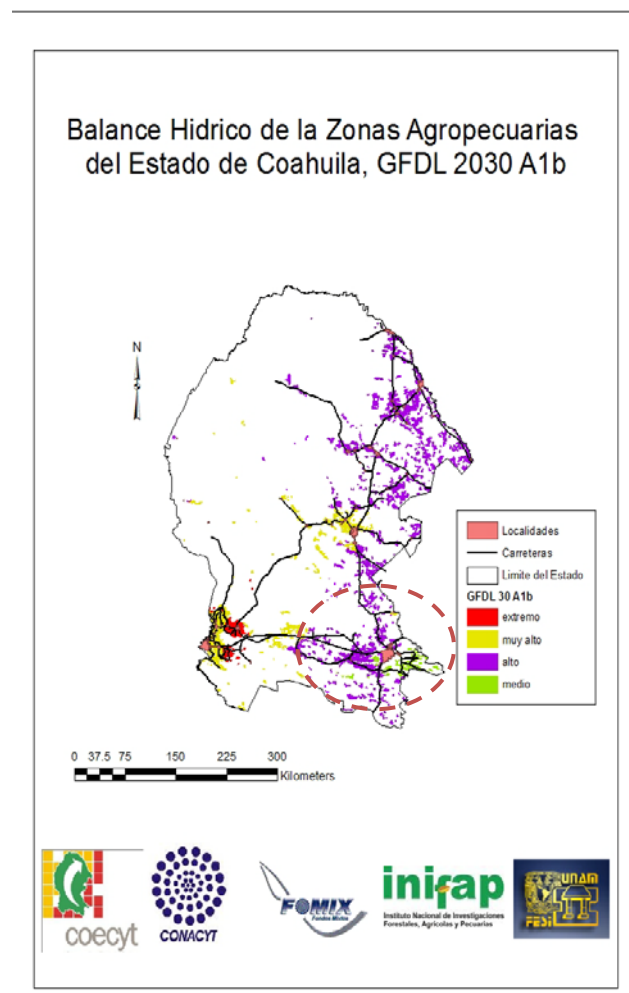 Balance Hidrico de la Zonas Agropecuarias
del Estado de Coahuila, GFDL 2030 A1b
N
Localidades
Carreteras
Limite del Estado
GFDL 30 A1b
extremo
muy alto
alto
medio
0 37.5 75 150 225 300
Kilometers
coecyt
CONACYT
FOMIX
Fondos Mixtos
inifap
Instituto Nacional de Investigaciones
Forestales, Agrícolas y Pecuarias
UNAM
FESI